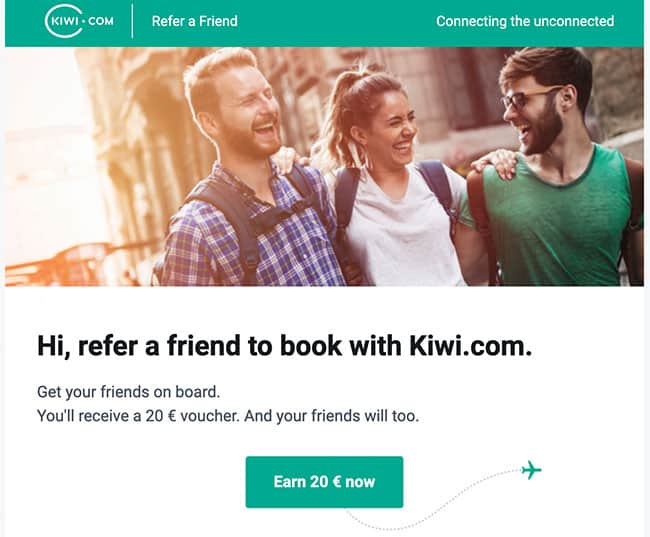 KIWI.COM
Refer a Friend
Connecting the unconnected
Hi, refer a friend to book with Kiwi.com.
Get your friends on board.
You'll receive a 20 € voucher. And your friends will too.
Earn 20 € now